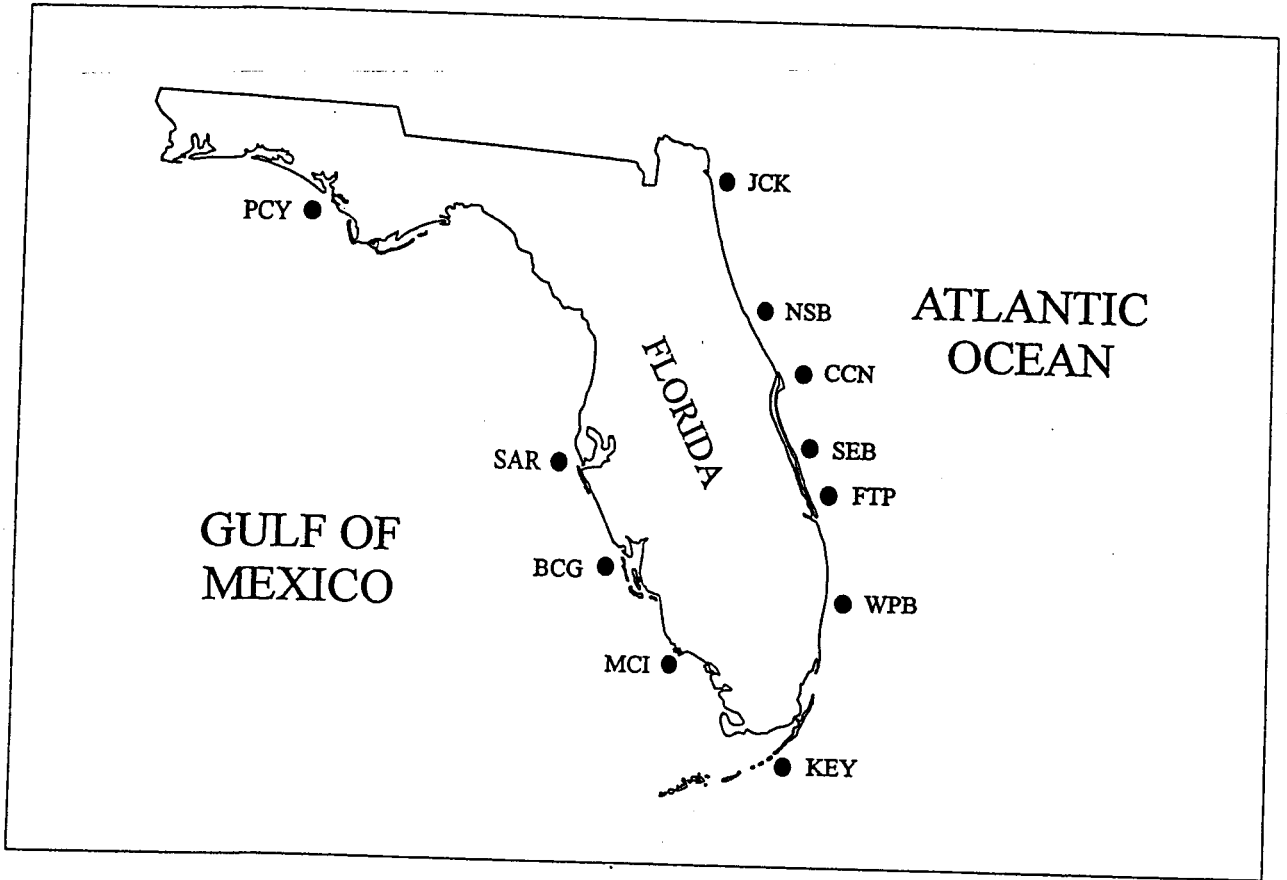 JCK
PCY
NSB
ATLANTIC
OCEAN
CCN
FLORIDA
SEB
SAR
FTP
GULF OF
MEXICO
BCG
WPB
MCI
KEY